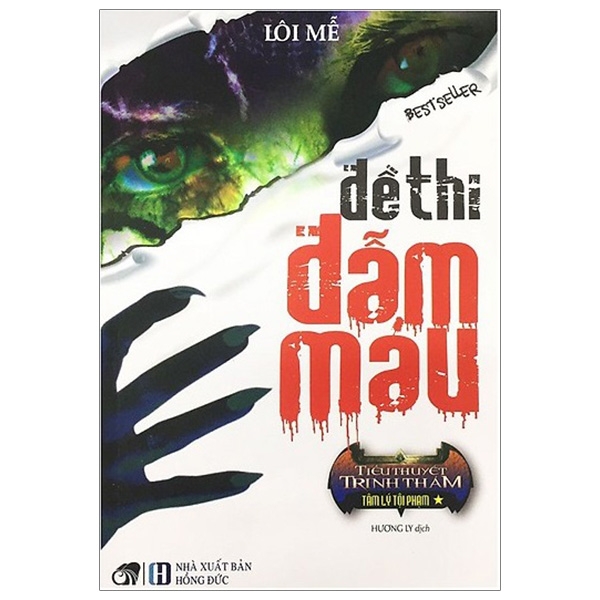 LÔI MỄ
BESTSELLER
đề thi
đẫm
máu
TIỂU THUYẾT
TRINH THÁM
TÂM LÝ TỘI PHẠM
HƯƠNG LY dịch
H
NHÀ XUẤT BẢN
HỒNG ĐỨC